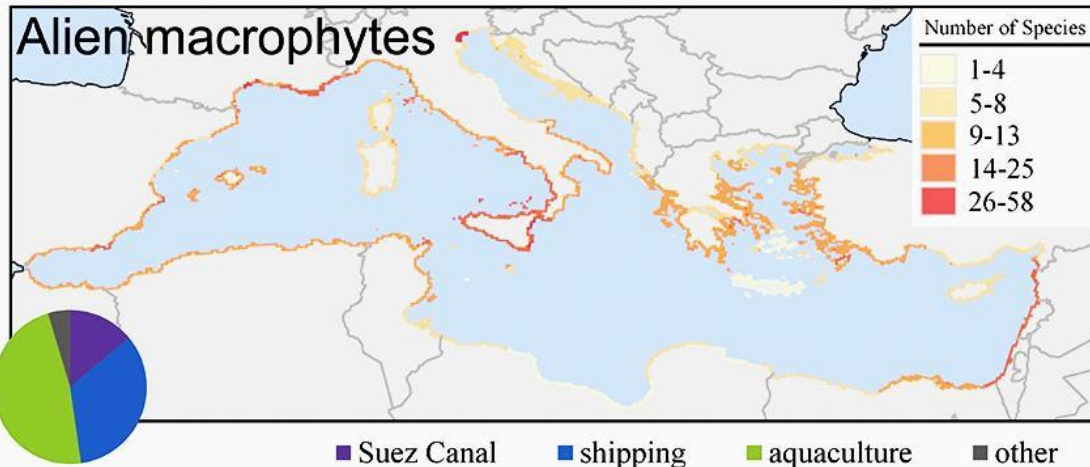 Alien macrophytes
Number of Species
1-4
5-8
9-13
14-25
26-58
Suez Canal shipping aquaculture other